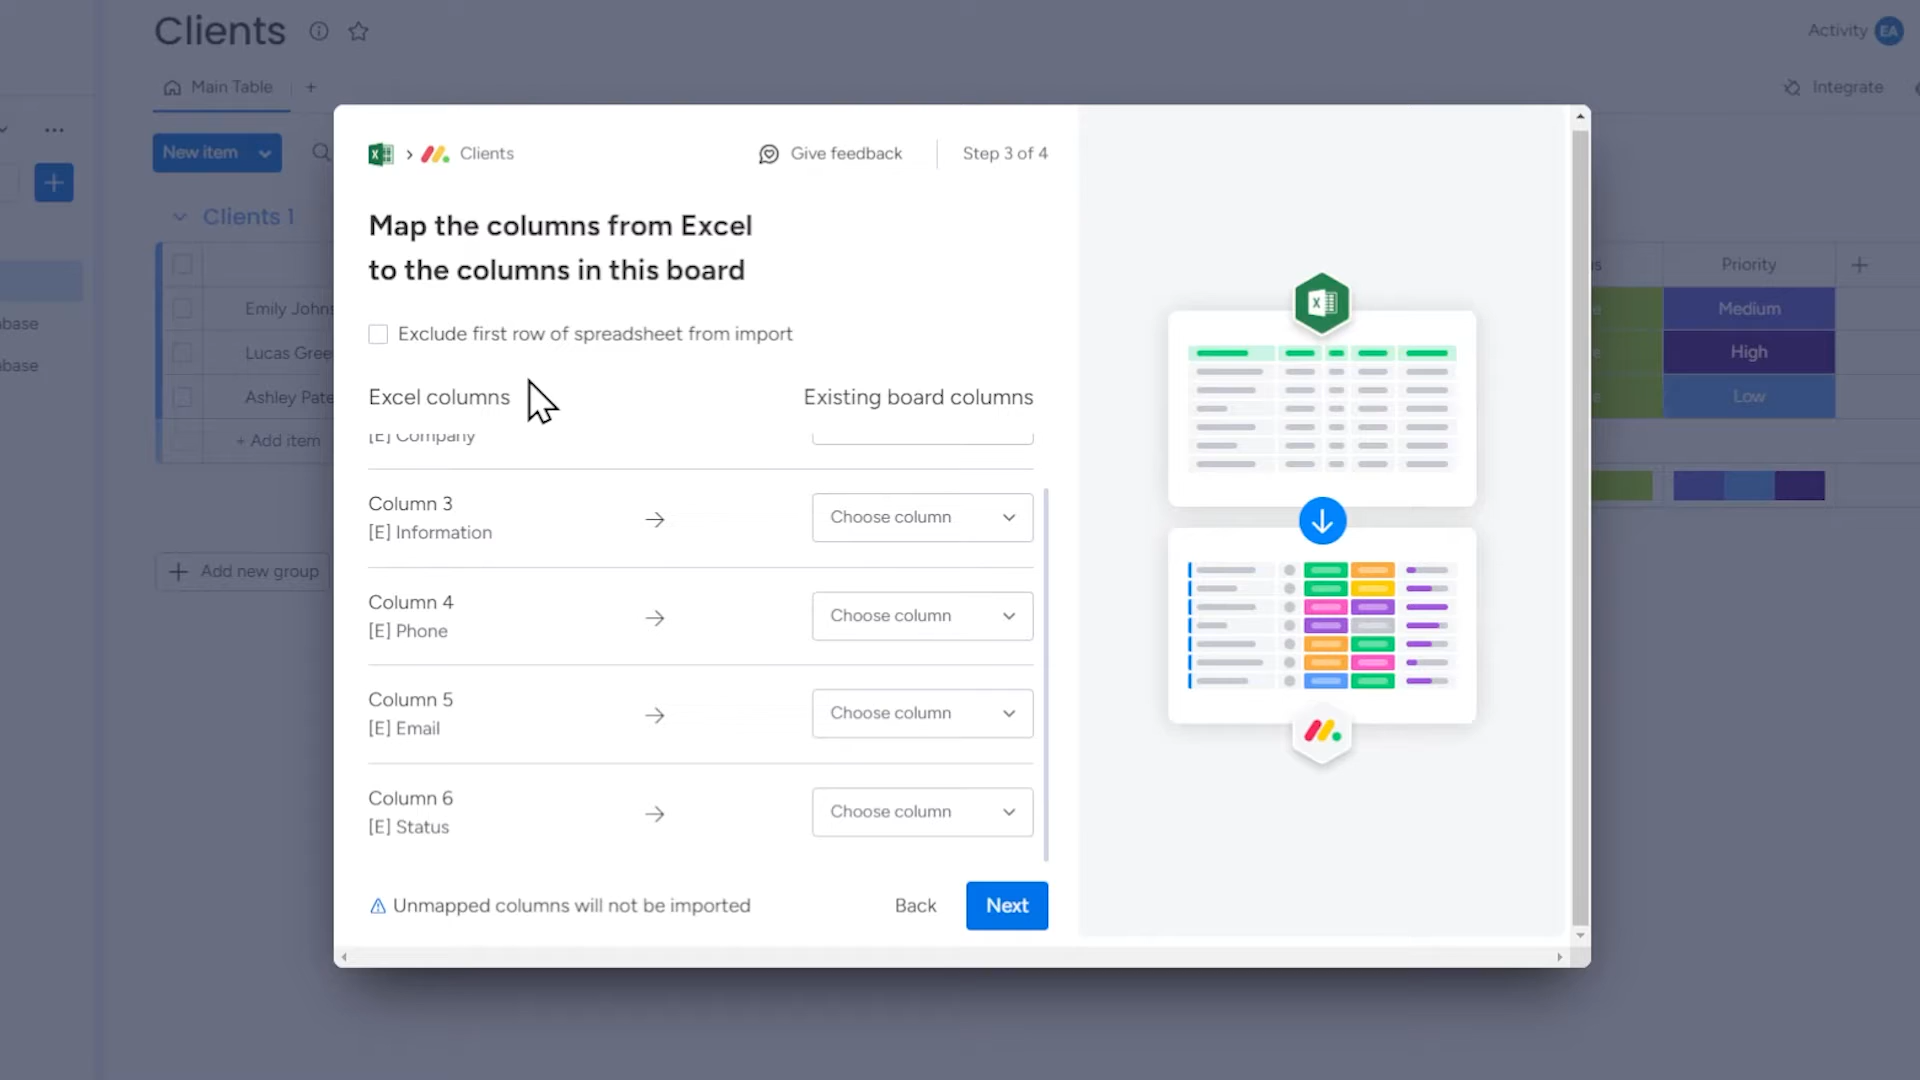 Clients
Activity EA
Main Table +
Integrate
New item
Clients
Give feedback
Step 3 of 4
Clients 1
Map the columns from Excel
to the columns in this board
Priority
Emily Johns
Medium
Exclude first row of spreadsheet from import
Lucas Gree
High
Ashley Pate
Low
Excel columns
Existing board columns
+ Add item
[E] Company
Column 3
[E] Information
Choose column
Add new group
Column 4
[E] Phone
Choose column
Column 5
[E] Email
Choose column
Column 6
[E] Status
Choose column
Unmapped columns will not be imported
Back
Next